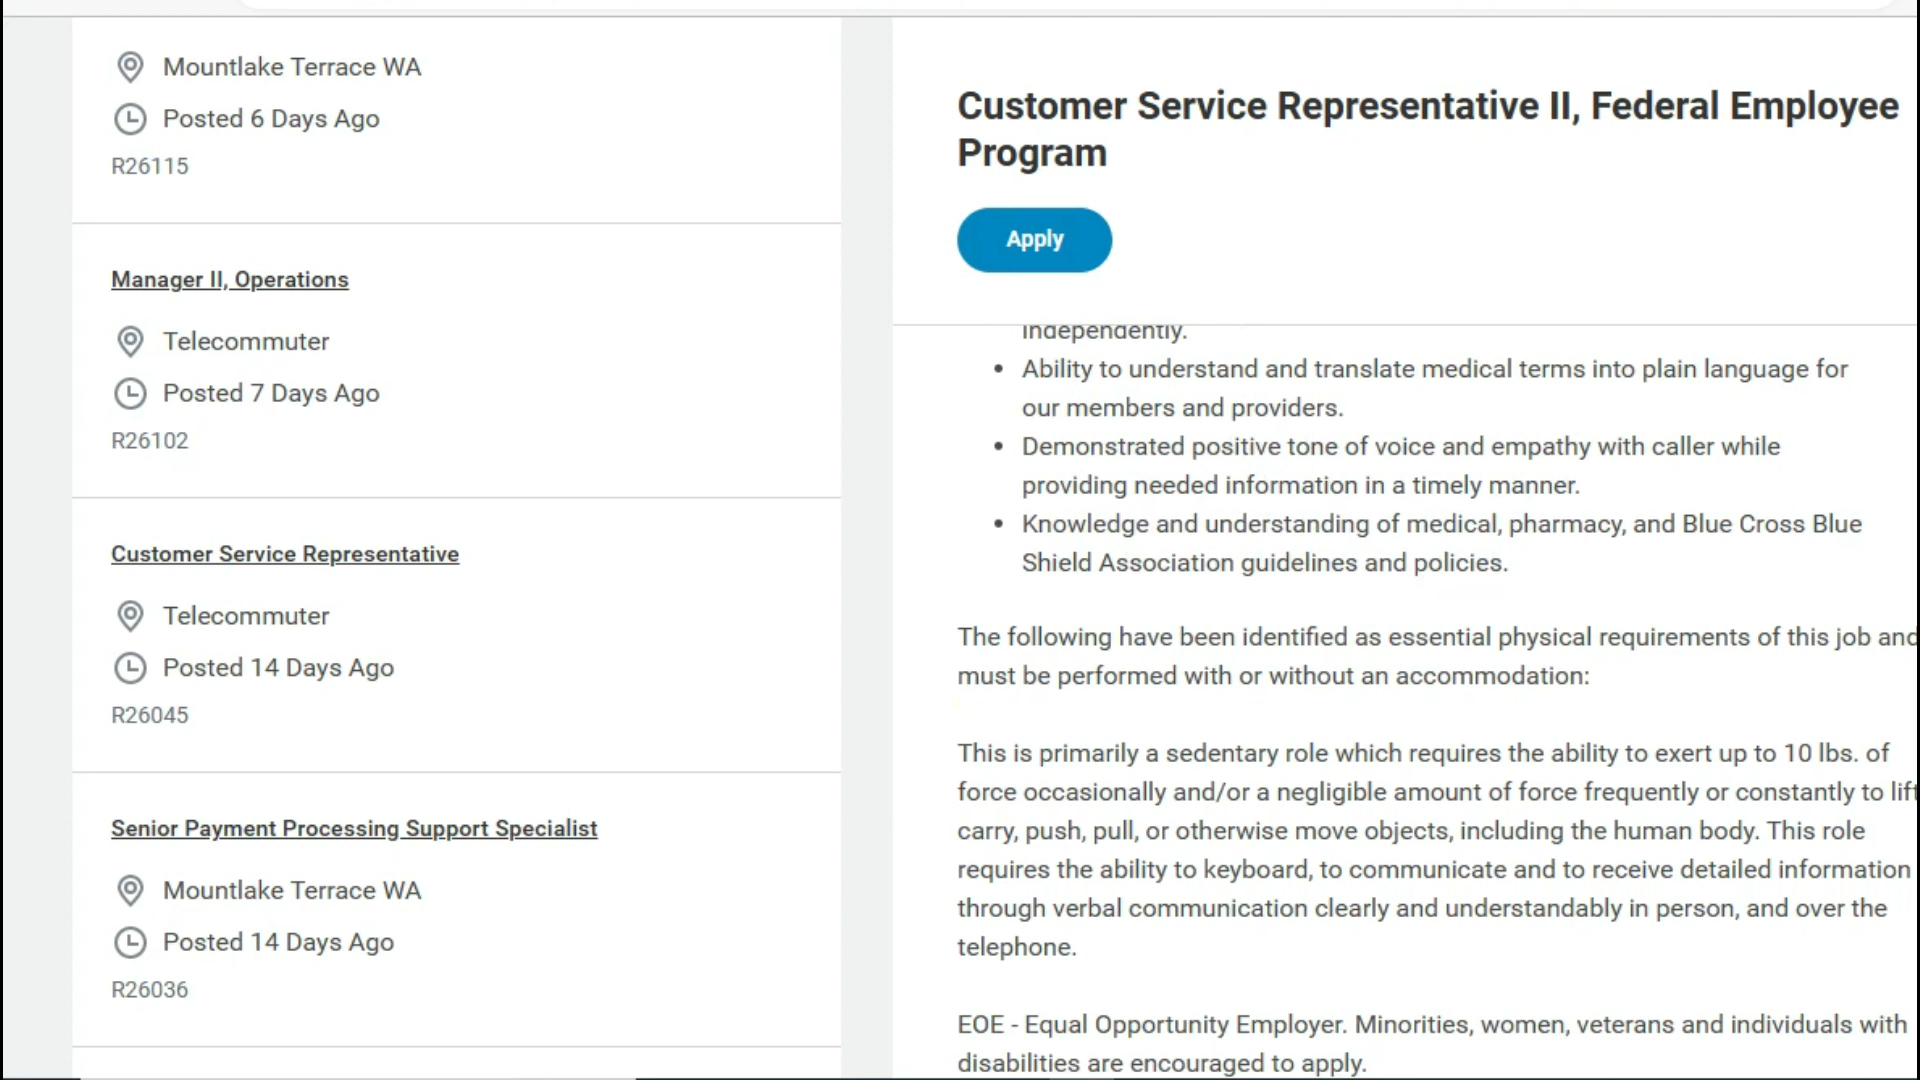 Mountlake Terrace WA
Posted 6 Days Ago
R26115
Manager II, Operations
Telecommuter
Posted 7 Days Ago
R26102
Customer Service Representative
Telecommuter
Posted 14 Days Ago
R26045
Senior Payment Processing Support Specialist
Mountlake Terrace WA
Posted 14 Days Ago
R26036
Customer Service Representative II, Federal Employee
Program
Apply
independently.
• Ability to understand and translate medical terms into plain language for
our members and providers.
• Demonstrated positive tone of voice and empathy with caller while
providing needed information in a timely manner.
• Knowledge and understanding of medical, pharmacy, and Blue Cross Blue
Shield Association guidelines and policies.
The following have been identified as essential physical requirements of this job and
must be performed with or without an accommodation:
This is primarily a sedentary role which requires the ability to exert up to 10 lbs. of
force occasionally and/or a negligible amount of force frequently or constantly to lift
carry, push, pull, or otherwise move objects, including the human body. This role
requires the ability to keyboard, to communicate and to receive detailed information
through verbal communication clearly and understandably in person, and over the
telephone.
EOE - Equal Opportunity Employer. Minorities, women, veterans and individuals with
disabilities are encouraged to apply.